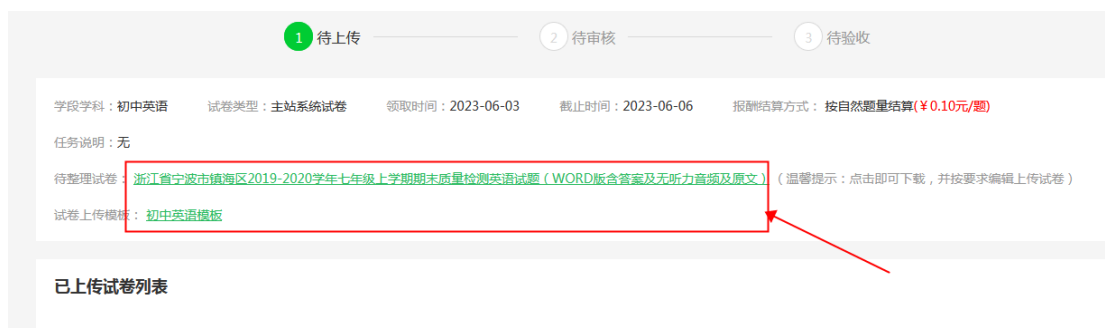 1 待上传 2 待审核 3 待验收
学段学科：初中英语 试卷类型：主站系统试卷 领取时间：2023-06-03 截止时间：2023-06-06 报酬结算方式： 按自然题量结算(￥0.10元/题)
任务说明：无
待整理试卷： 浙江省宁波市镇海区2019-2020学年七年级上学期期末质量检测英语试题（WORD版含答案及无听力音频及原文） （温馨提示：点击即可下载，并按要求编辑上传试卷）
试卷上传模板： 初中英语模板
已上传试卷列表